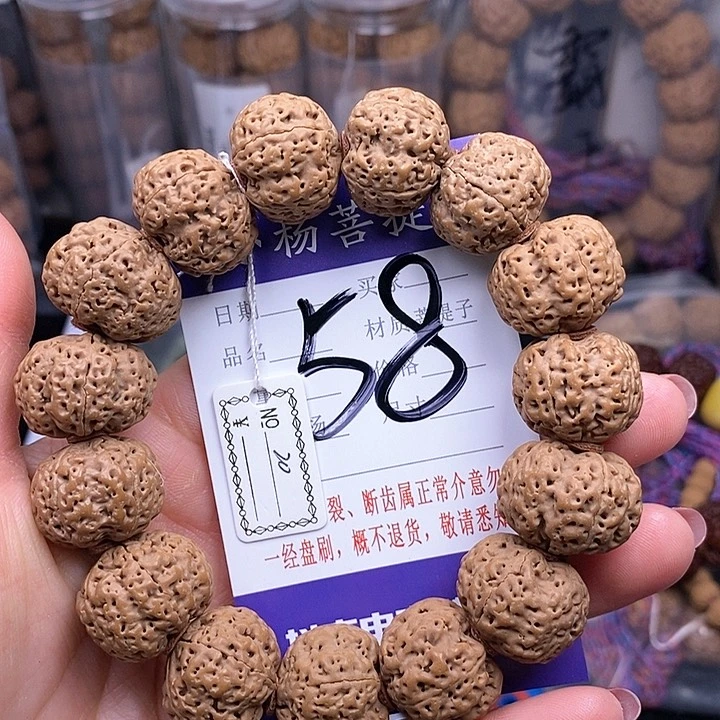 杨菩提
日期
买家
品名
材质菩提子
58
价格
场
尺寸
NO
20
裂、断齿属正常介意勿
一经盘刷，概不退货，敬请悉知